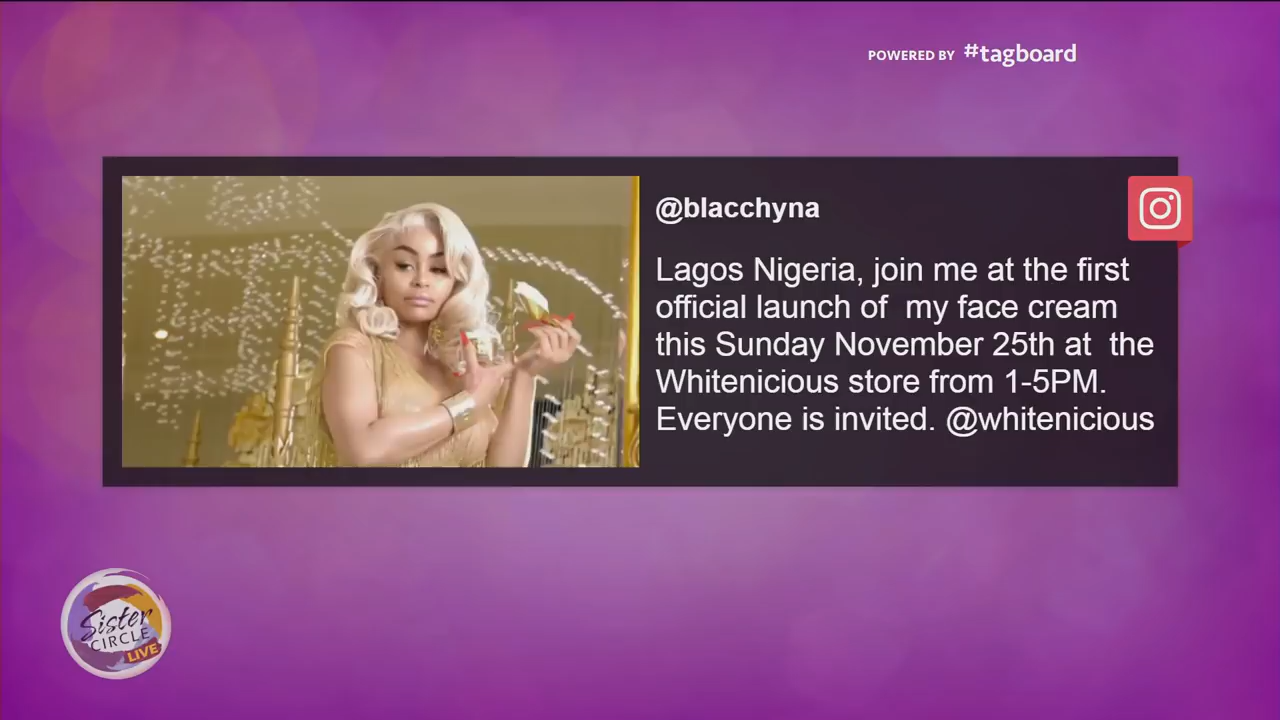 POWERED BY #tagboard
@blacchyna
Lagos Nigeria, join me at the first
official launch of  my face cream
this Sunday November 25th at  the
Whitenicious store from 1-5PM.
Everyone is invited. @whitenicious
Sister
CIRCLE
LIVE